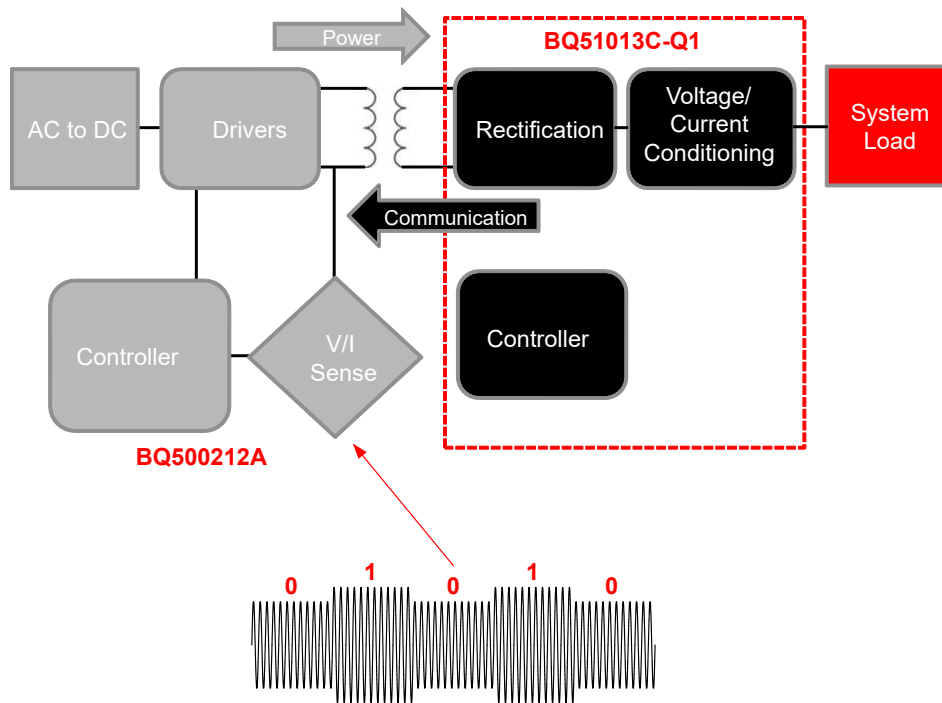 Power
BQ51013C-Q1
AC to DC
Drivers
Rectification
Voltage/
Current
Conditioning
System
Load
Communication
Controller
V/I
Sense
Controller
BQ500212A
0
1
0
1
0